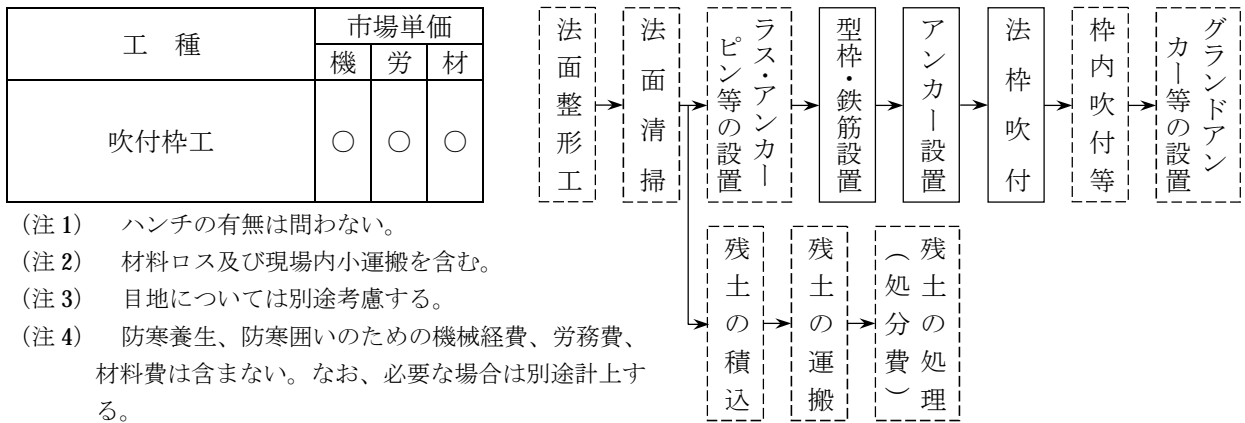 工 種
市場単価
機 労 材
吹付枠工
○ ○ ○
(注1) ハンチの有無は問わない。
(注2) 材料ロス及び現場内小運搬を含む。
(注3) 目地については別途考慮する。
(注4) 防寒養生、防寒囲いのための機械経費、労務費、
材料費は含まない。なお、必要な場合は別途計上す
る。
法面整形工
法面清掃
ラス・アンカー
ピン等の設置
型枠・鉄筋設置
アンカー設置
法枠吹付
枠内吹付等
グランドアン
カー等の設置
残土の積込
残土の運搬
残土の処理
(処分費)